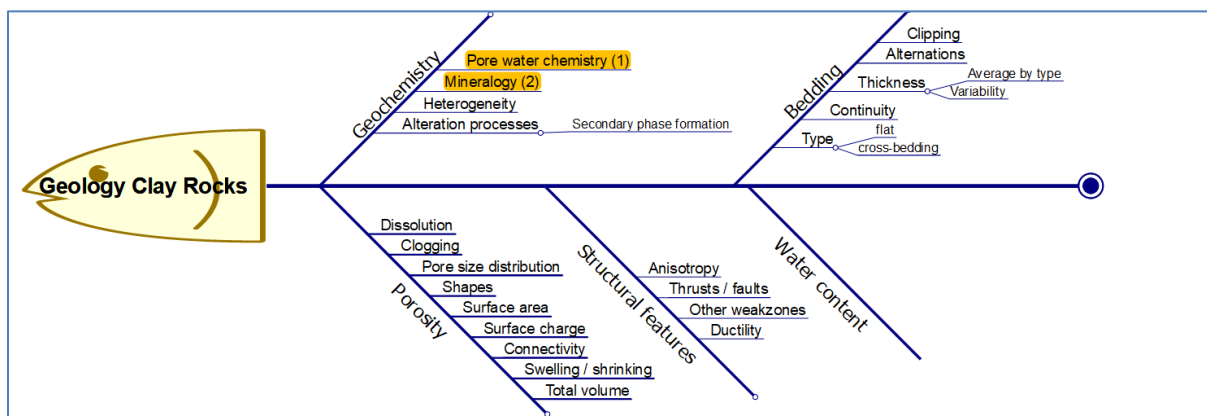 Geology Clay Rocks
Geochemistry
Pore water chemistry (1)
Mineralogy (2)
Heterogeneity
Alteration processes
Secondary phase formation
Bedding
Clipping
Alternations
Thickness
Average by type
Variability
Continuity
Type
flat
cross-bedding
Porosity
Dissolution
Clogging
Pore size distribution
Shapes
Surface area
Surface charge
Connectivity
Swelling / shrinking
Total volume
Structural features
Anisotropy
Thrusts / faults
Other weakzones
Ductility
Water content